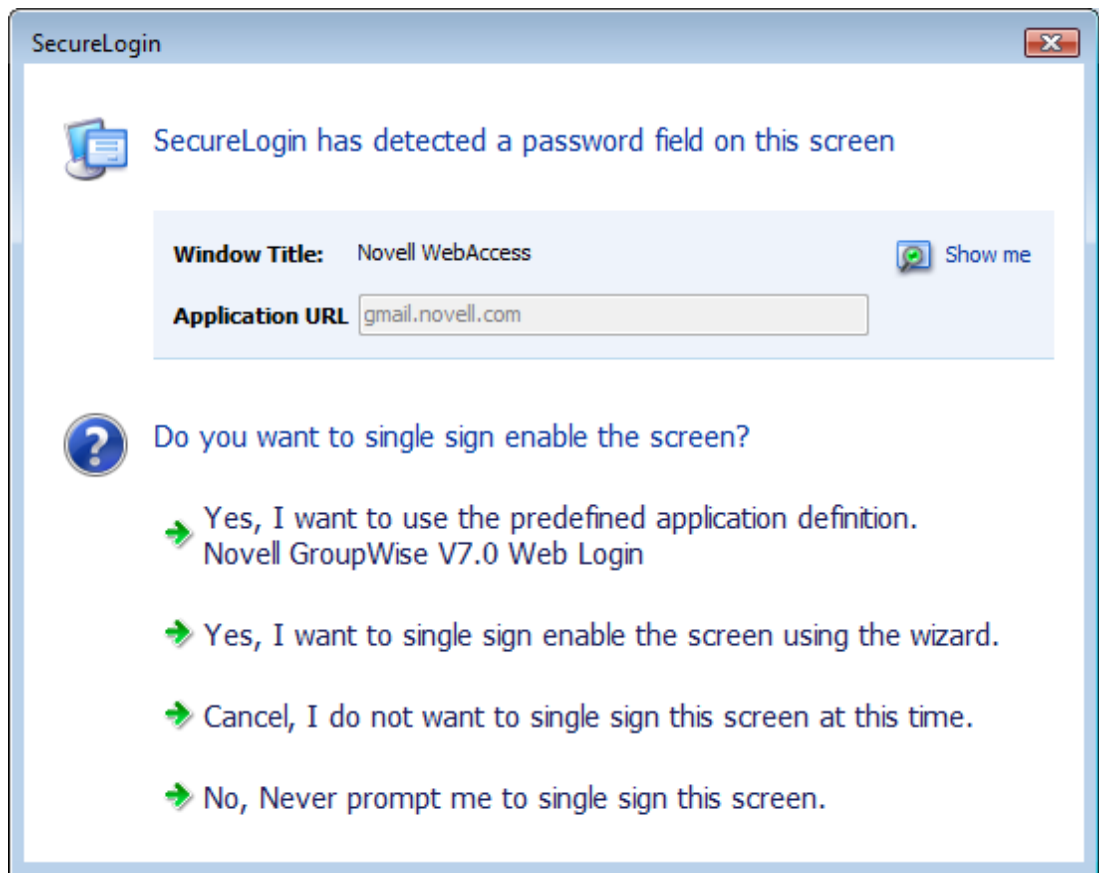 SecureLogin
SecureLogin has detected a password field on this screen
Window Title: Novell WebAccess Show me
Application URL gmail.novell.com
Do you want to single sign enable the screen?
Yes, I want to use the predefined application definition.
Novell GroupWise V7.0 Web Login
Yes, I want to single sign enable the screen using the wizard.
Cancel, I do not want to single sign this screen at this time.
No, Never prompt me to single sign this screen.